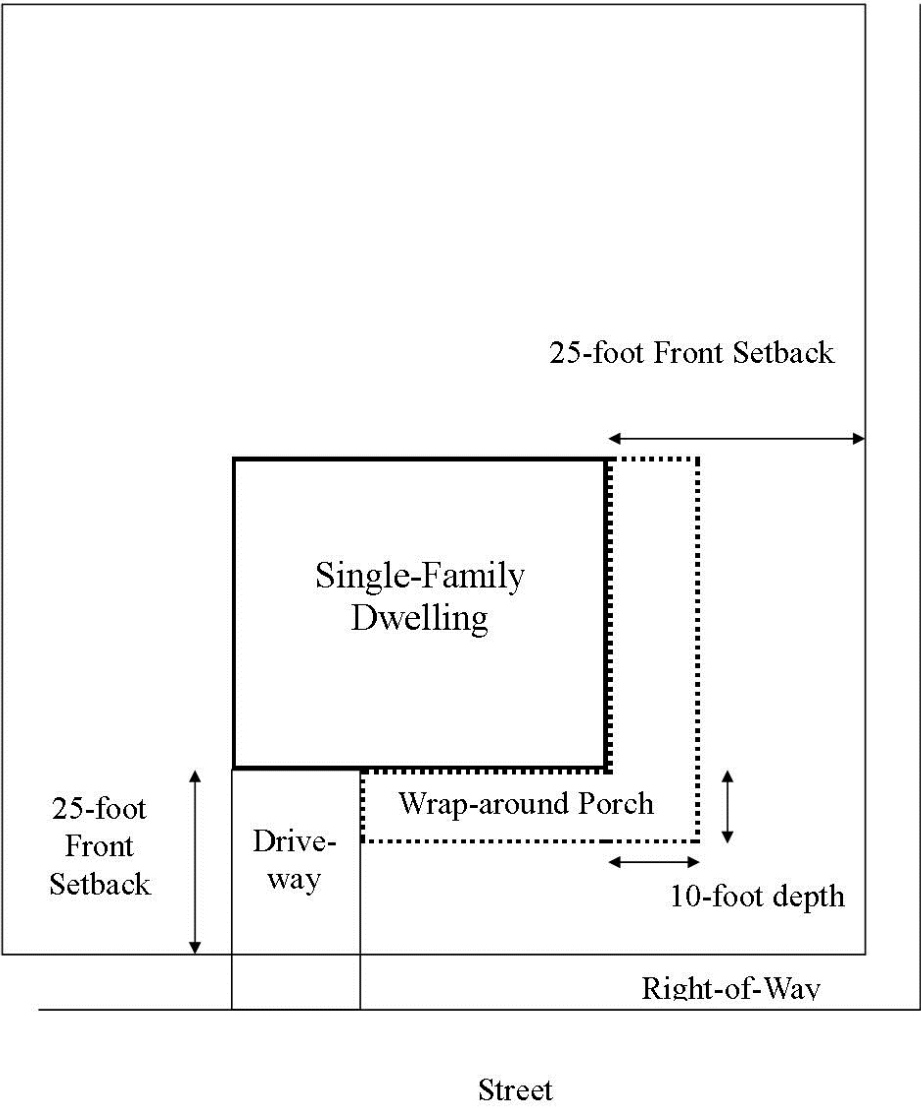 25-foot Front Setback
Single-Family
Dwelling
25-foot
Front
Setback
Drive-
way
Wrap-around Porch
10-foot depth
Right-of-Way
Street